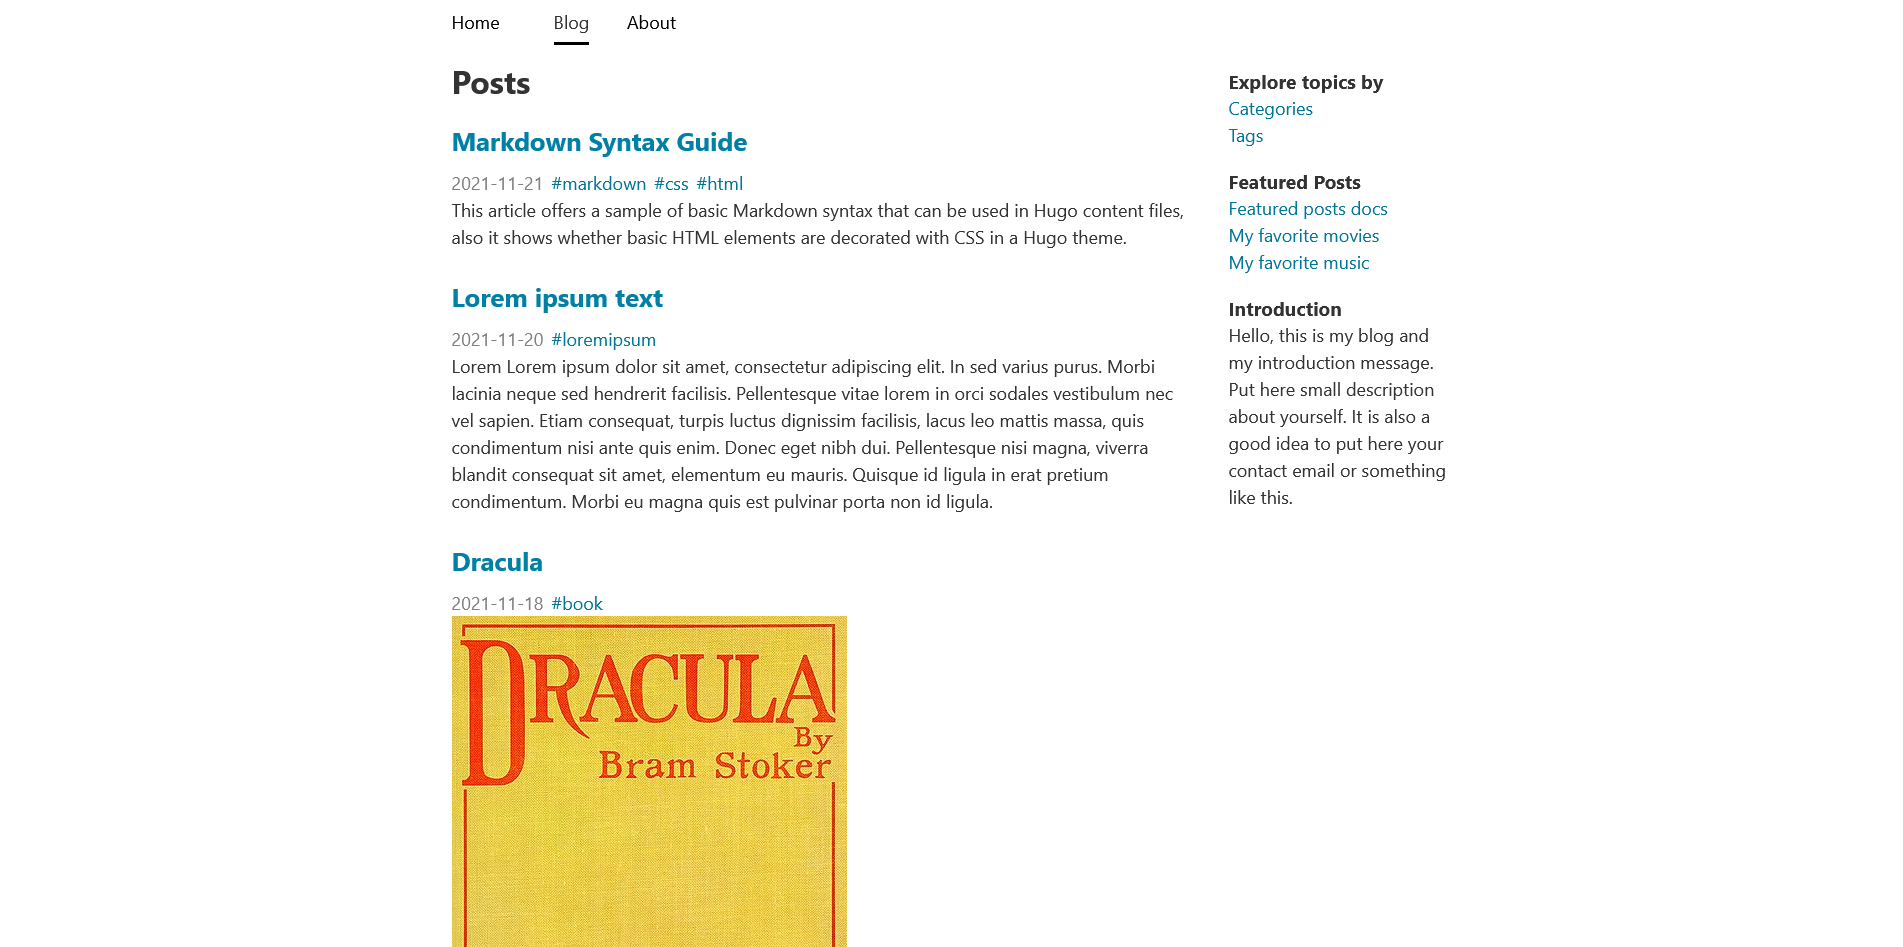 Home Blog About
Posts
Markdown Syntax Guide
2021-11-21 #markdown #css #html
This article offers a sample of basic Markdown syntax that can be used in Hugo content files,
also it shows whether basic HTML elements are decorated with CSS in a Hugo theme.
Lorem ipsum text
2021-11-20 #loremipsum
Lorem Lorem ipsum dolor sit amet, consectetur adipiscing elit. In sed varius purus. Morbi
lacinia neque sed hendrerit facilisis. Pellentesque vitae lorem in orci sodales vestibulum nec
vel sapien. Etiam consequat, turpis luctus dignissim facilisis, lacus leo mattis massa, quis
condimentum nisi ante quis enim. Donec eget nibh dui. Pellentesque nisi magna, viverra
blandit consequat sit amet, elementum eu mauris. Quisque id ligula in erat pretium
condimentum. Morbi eu magna quis est pulvinar porta non id ligula.
Dracula
2021-11-18 #book
DRACULA
By
Bram Stoker
Explore topics by
Categories
Tags
Featured Posts
Featured posts docs
My favorite movies
My favorite music
Introduction
Hello, this is my blog and
my introduction message.
Put here small description
about yourself. It is also a
good idea to put here your
contact email or something
like this.